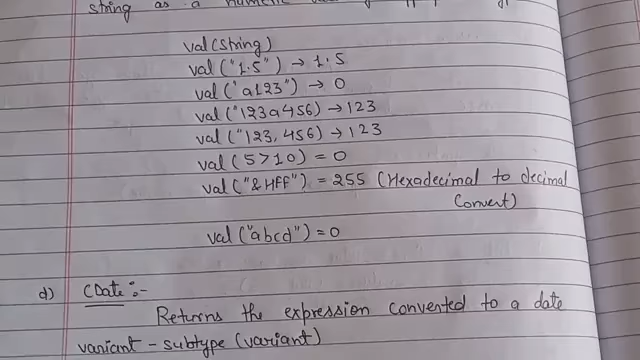 string as a numeric
val(string)
val("1.5") → 1.5
val("a123") → 0
val("123a456) → 123
val("123,456) → 123
val(5>10) = 0
val("&HFF") = 255 (Hexadecimal to decimal
Convert)
val("abcd") = 0
d) CDate :-
Returns the expression converted to a date
variant - subtype (variant)